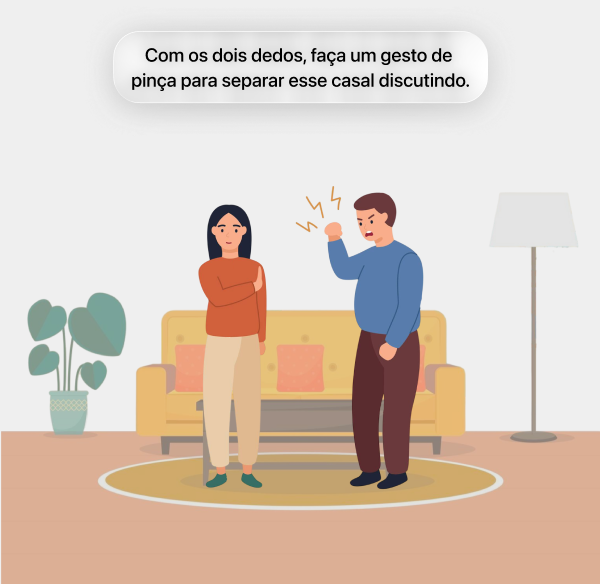 Com os dois dedos, faça um gesto de
pinça para separar esse casal discutindo.